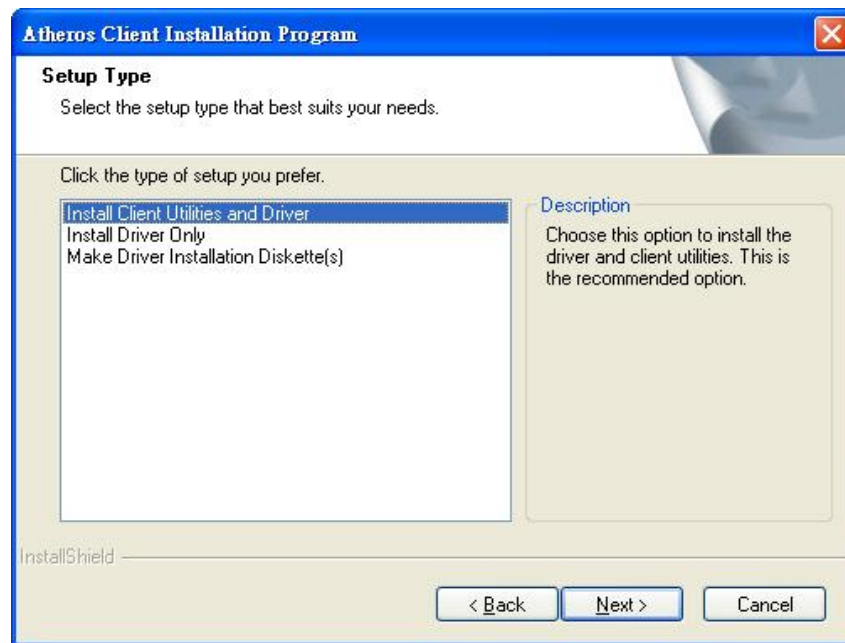 Atheros Client Installation Program
Setup Type
Select the setup type that best suits your needs.
Click the type of setup you prefer.
Install Client Utilities and Driver
Install Driver Only
Make Driver Installation Diskette(s)
Description
Choose this option to install the
driver and client utilities. This is
the recommended option.
InstallShield
< Back
Next >
Cancel